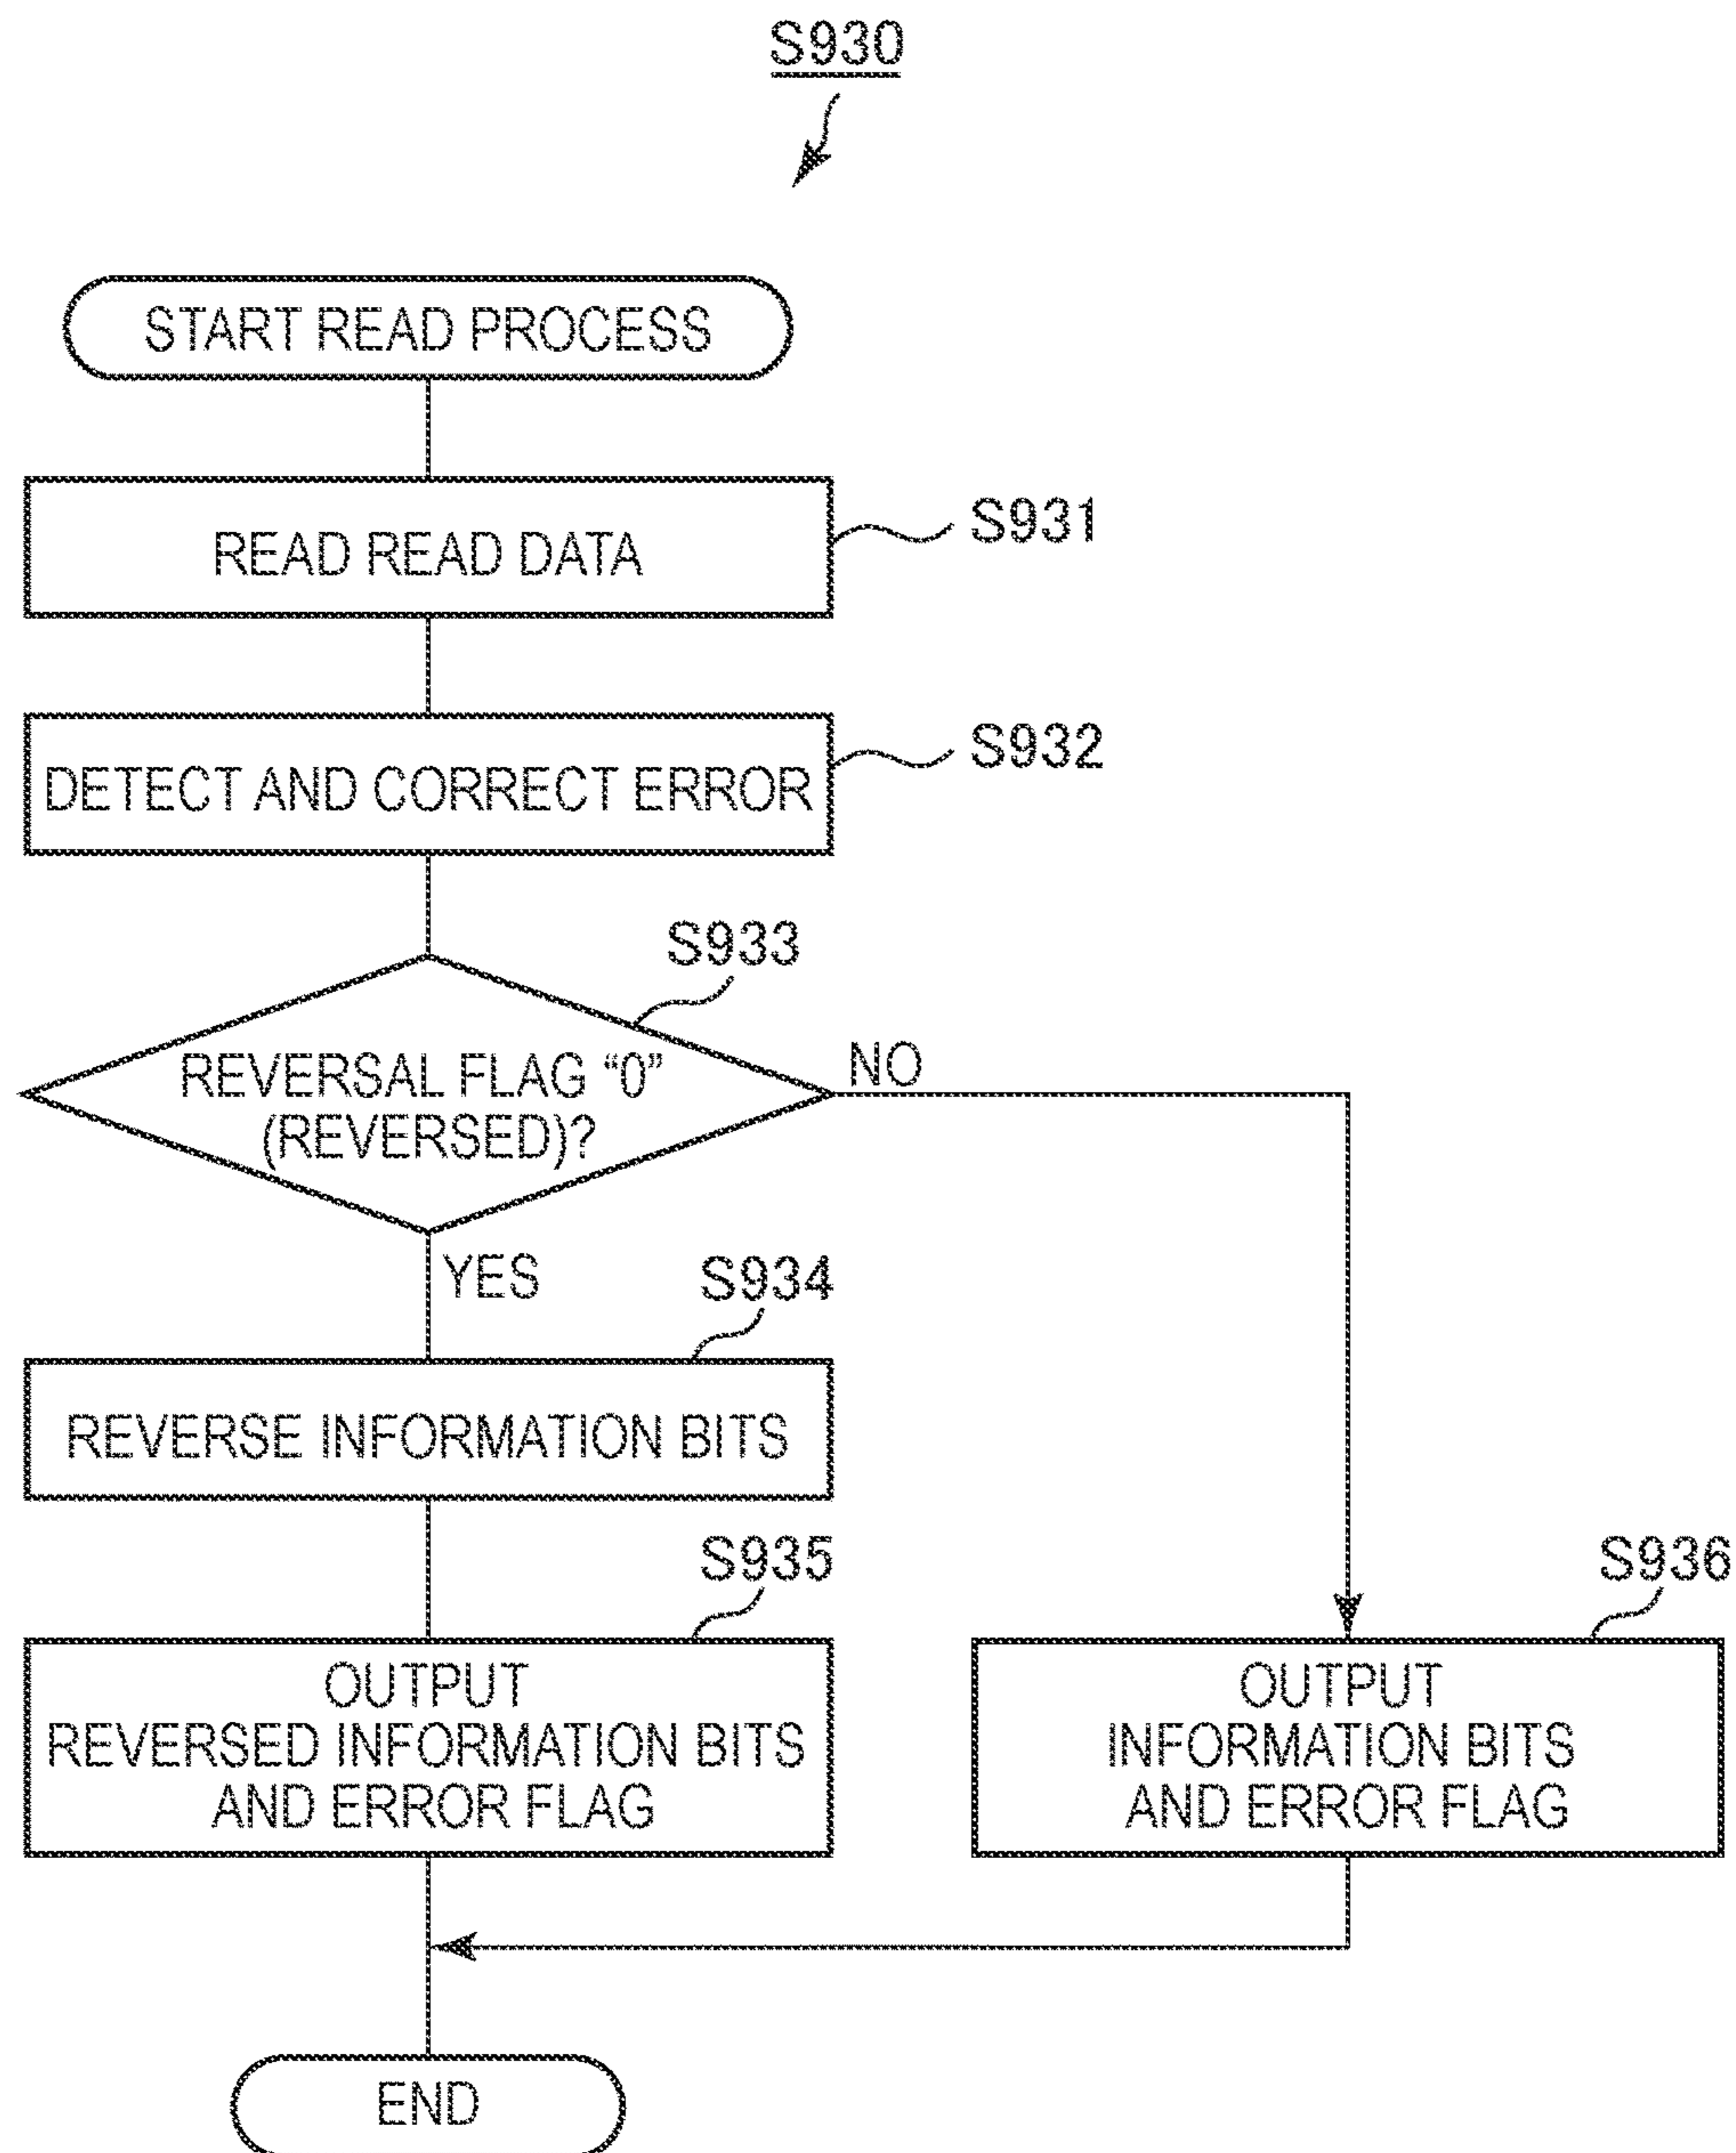 S930
START READ PROCESS
READ READ DATA
S931
DETECT AND CORRECT ERROR
S932
S933
REVERSAL FLAG “0”
(REVERSED)?
NO
YES
S934
REVERSE INFORMATION BITS
S935
OUTPUT
REVERSED INFORMATION BITS
AND ERROR FLAG
S936
OUTPUT
INFORMATION BITS
AND ERROR FLAG
END